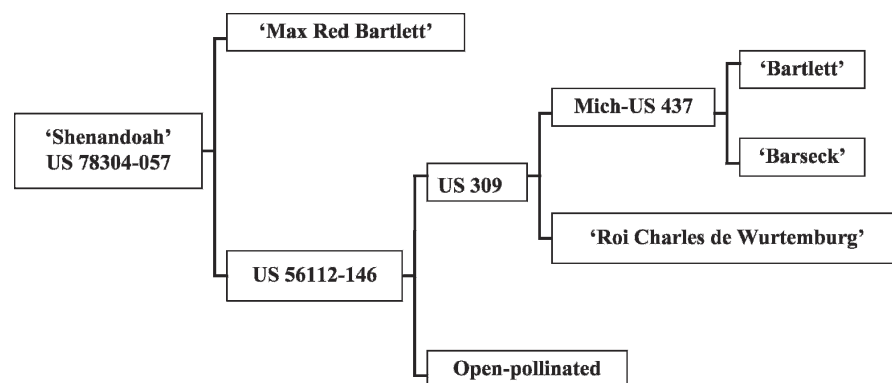 ‘Max Red Bartlett’
‘Bartlett’
Mich-US 437
‘Shenandoah’
US 78304-057
‘Barseck’
US 309
‘Roi Charles de Wurtemburg’
US 56112-146
Open-pollinated